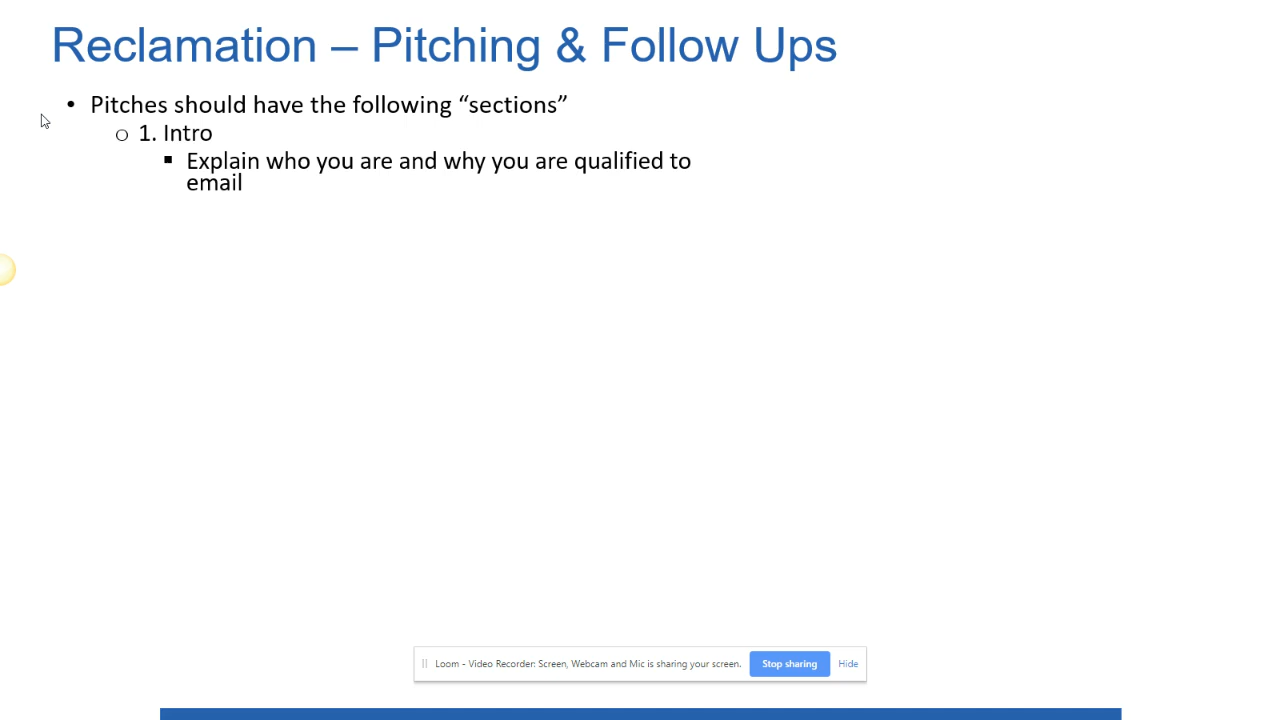 Reclamation – Pitching & Follow Ups
• Pitches should have the following “sections”
o 1. Intro
▪ Explain who you are and why you are qualified to
email
Loom - Video Recorder: Screen, Webcam and Mic is sharing your screen. Stop sharing Hide